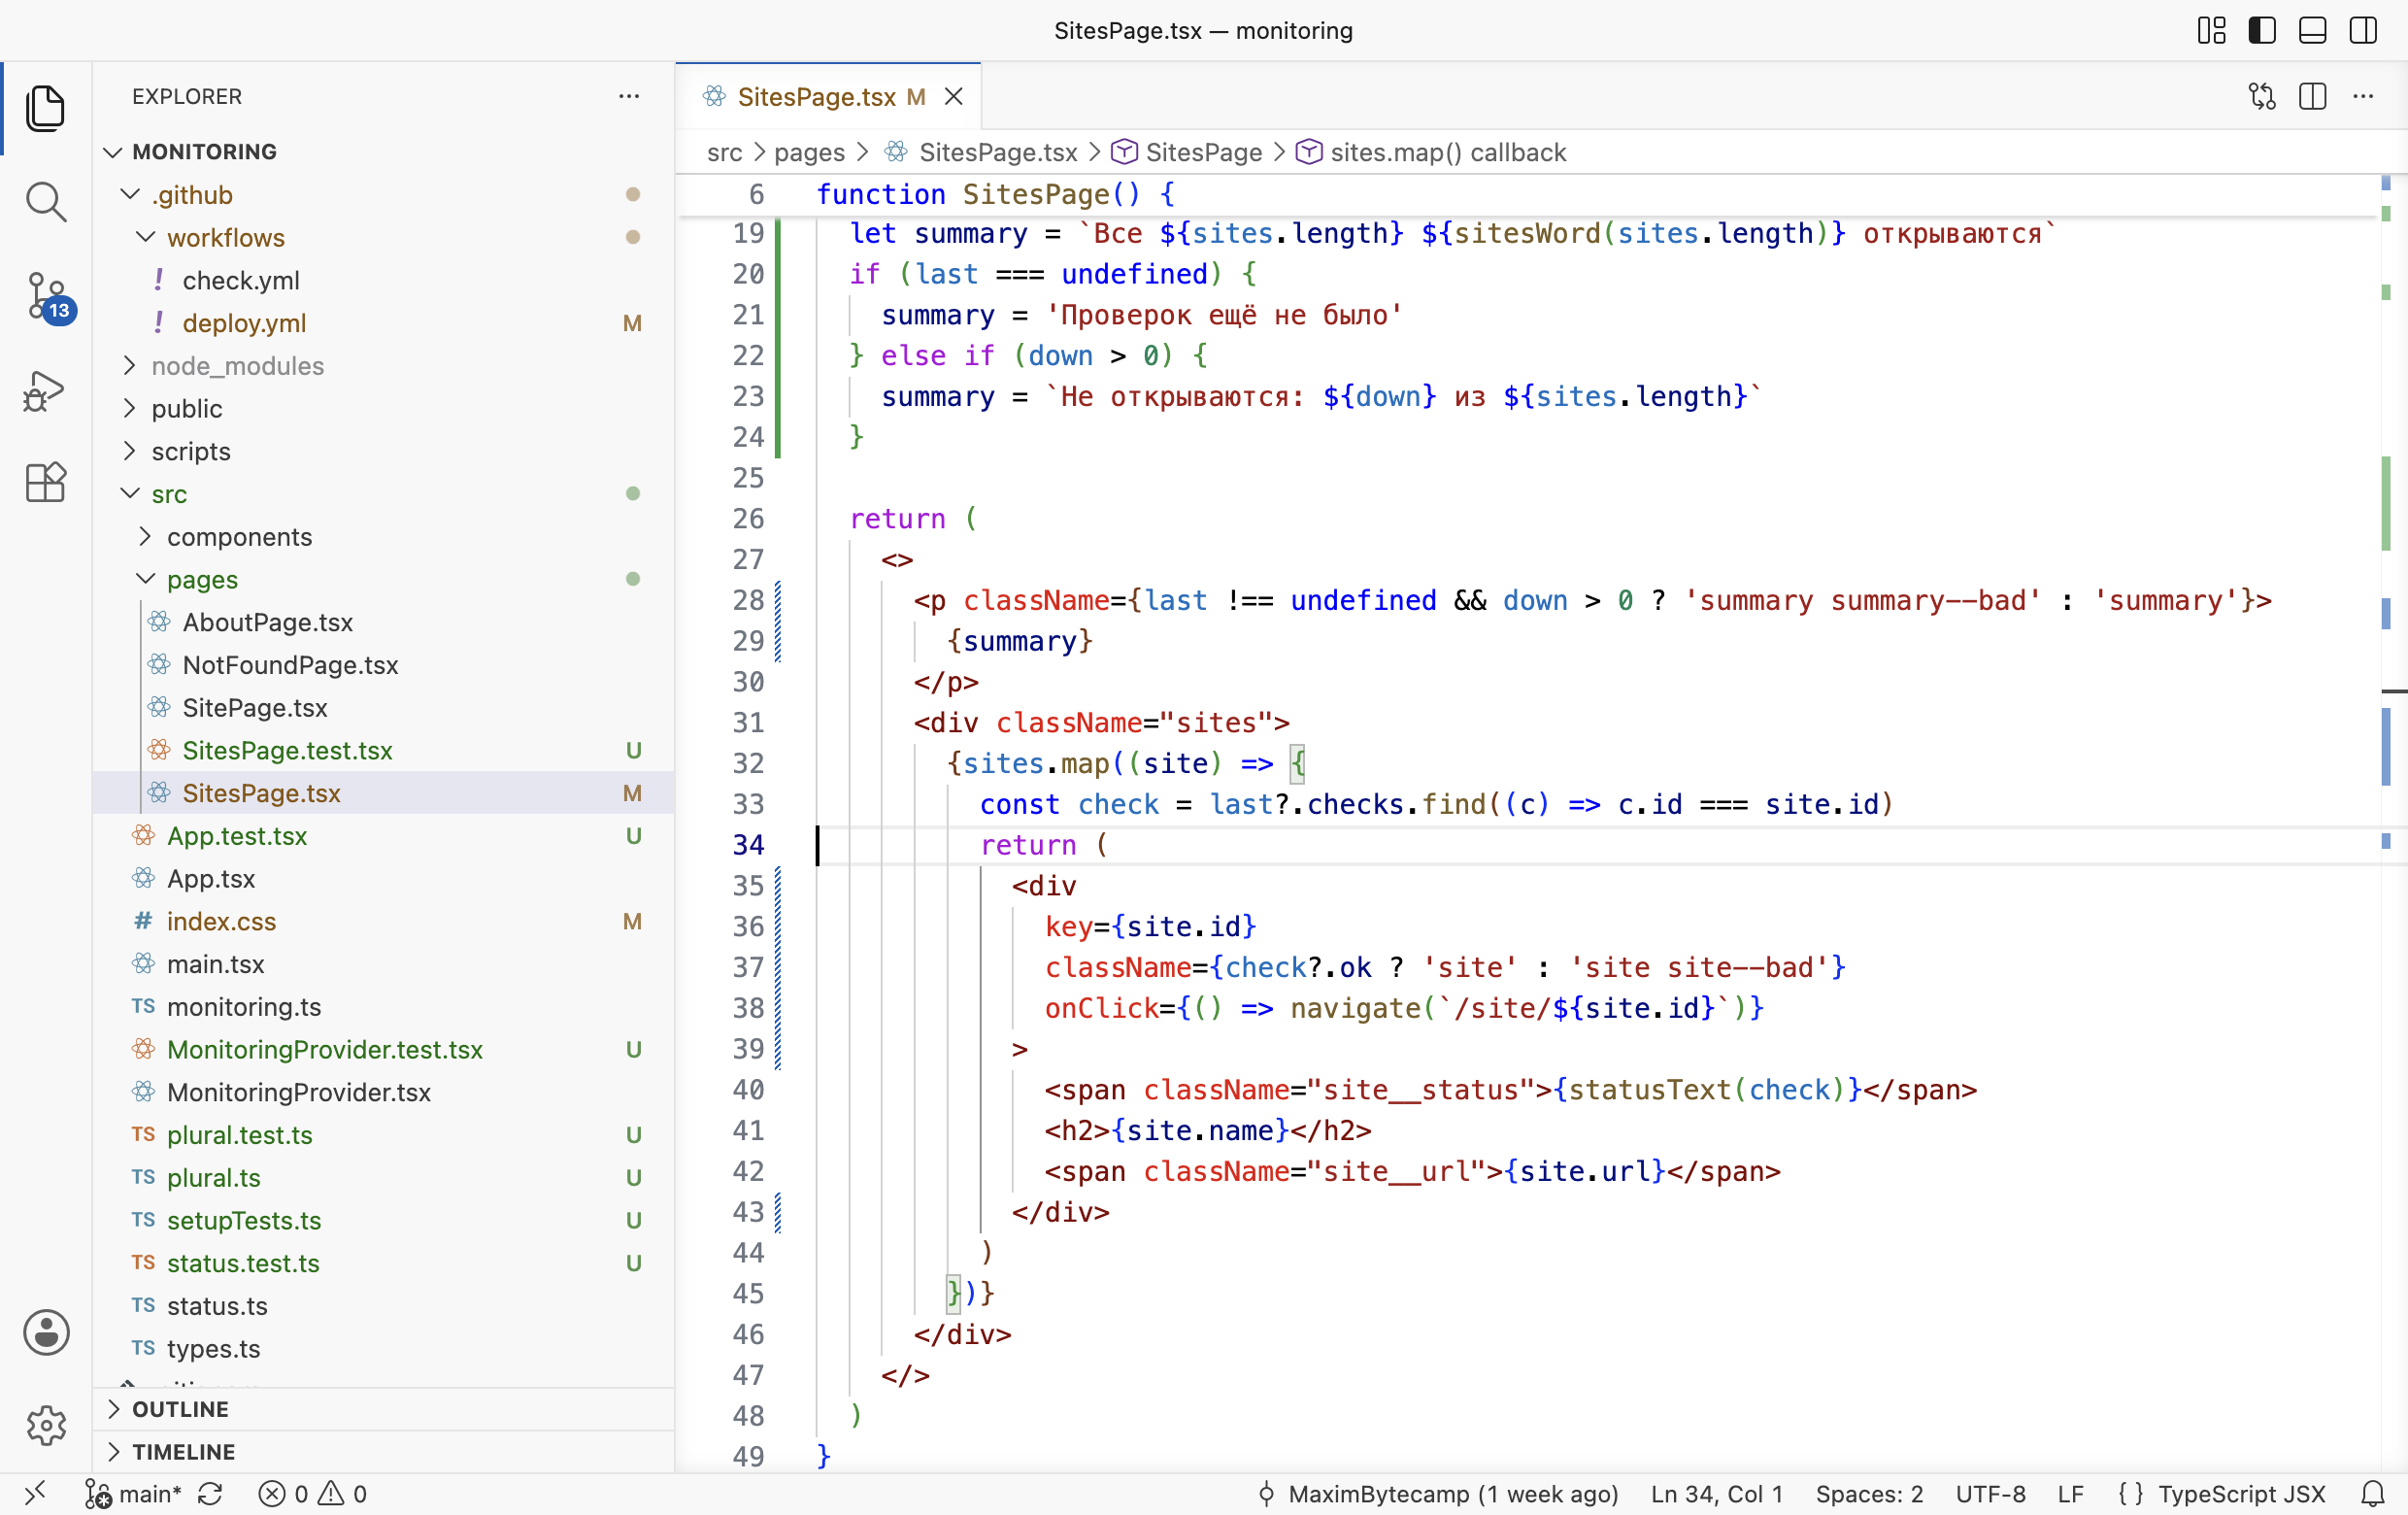 SitesPage.tsx — monitoring
EXPLORER
MONITORING
.github
workflows
! check.yml
! deploy.yml M
node_modules
public
scripts
src
components
pages
AboutPage.tsx
NotFoundPage.tsx
SitePage.tsx
SitesPage.test.tsx U
SitesPage.tsx M
App.test.tsx U
App.tsx
# index.css M
main.tsx
TS monitoring.ts
MonitoringProvider.test.tsx U
MonitoringProvider.tsx
TS plural.test.ts U
TS plural.ts U
TS setupTests.ts U
TS status.test.ts U
TS status.ts
TS types.ts
OUTLINE
TIMELINE
13
SitesPage.tsx M
src > pages > SitesPage.tsx > SitesPage > sites.map() callback
6 function SitesPage() {
19 let summary = `Все ${sites.length} ${sitesWord(sites.length)} открываются`
20 if (last === undefined) {
21 summary = 'Проверок ещё не было'
22 } else if (down > 0) {
23 summary = `Не открываются: ${down} из ${sites.length}`
24 }
25
26 return (
27 <>
28 <p className={last !== undefined && down > 0 ? 'summary summary--bad' : 'summary'}>
29 {summary}
30 </p>
31 <div className="sites">
32 {sites.map((site) => {
33 const check = last?.checks.find((c) => c.id === site.id)
34 return (
35 <div
36 key={site.id}
37 className={check?.ok ? 'site' : 'site site--bad'}
38 onClick={() => navigate(`/site/${site.id}`)}
39 >
40 <span className="site__status">{statusText(check)}</span>
41 <h2>{site.name}</h2>
42 <span className="site__url">{site.url}</span>
43 </div>
44 )
45 })}
46 </div>
47 </>
48 )
49 }
main* 0 0
MaximBytecamp (1 week ago) Ln 34, Col 1 Spaces: 2 UTF-8 LF { } TypeScript JSX